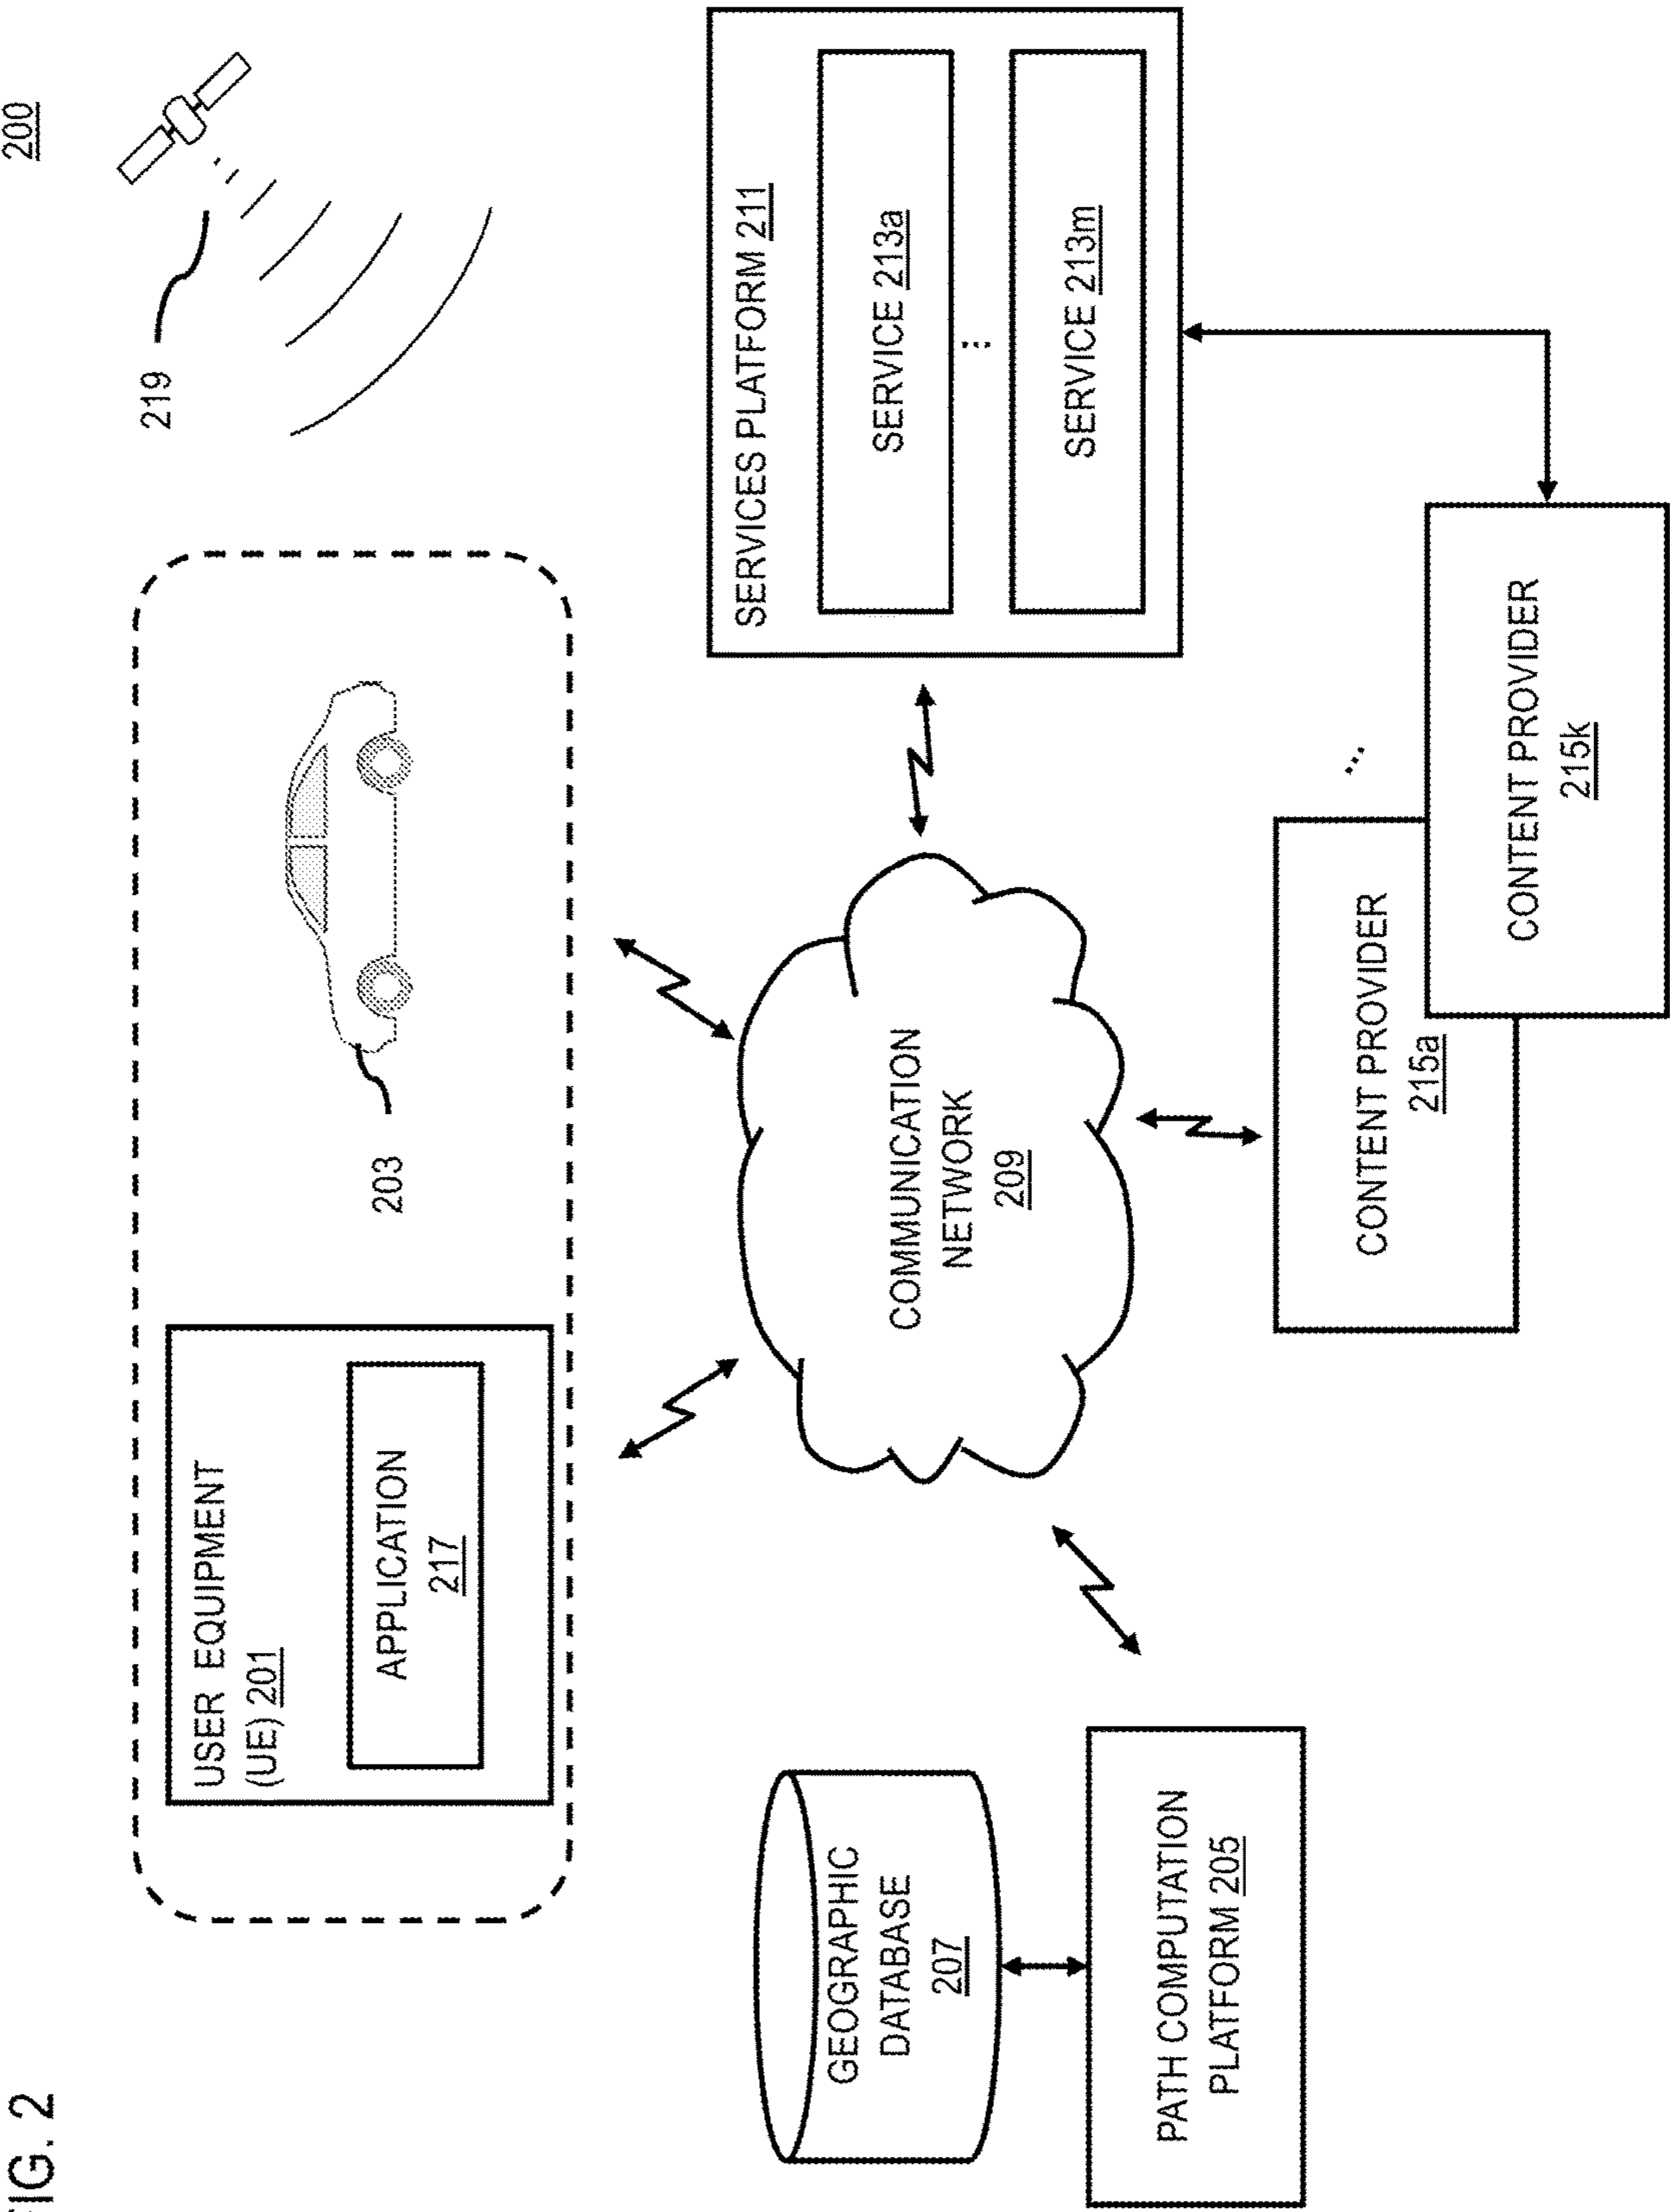 FIG. 2
200
USER EQUIPMENT
(UE) 201
APPLICATION
217
203
219
GEOGRAPHIC
DATABASE
207
PATH COMPUTATION
PLATFORM 205
COMMUNICATION
NETWORK
209
SERVICES PLATFORM 211
SERVICE 213a
...
SERVICE 213m
CONTENT PROVIDER
215a
...
CONTENT PROVIDER
215k